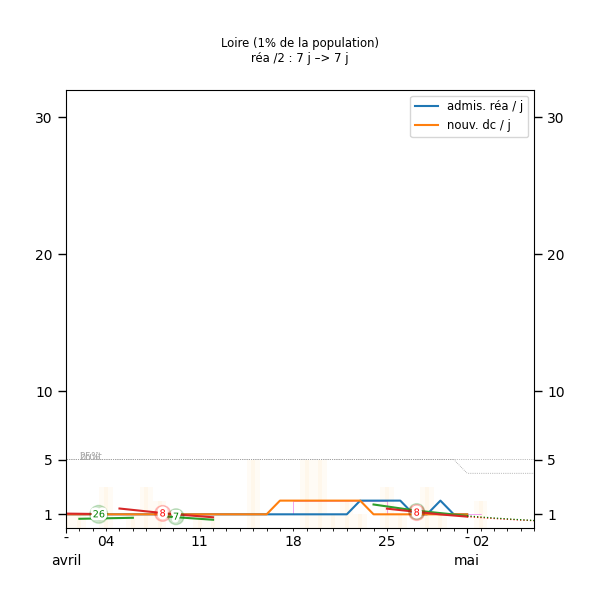 Loire (1% de la population)
réa /2 : 7 j –> 7 j
admis. réa / j
nouv. dc / j
30 30
20 20
10 10
5 5
1 1
26 8 7 8
- 04 11 18 25 - 02
avril mai